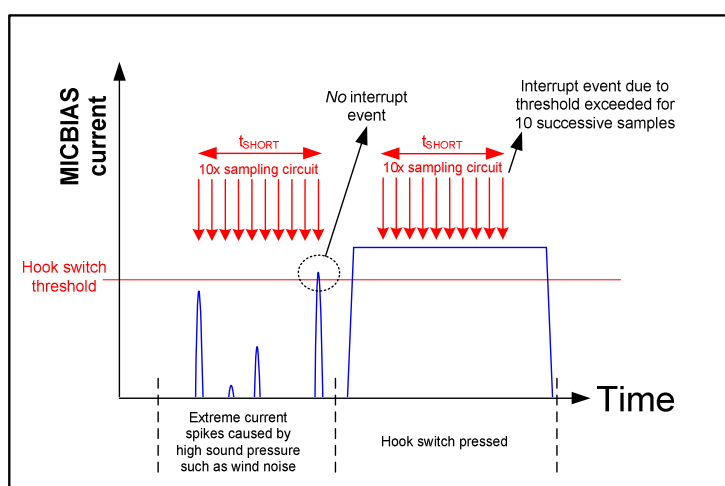 MICBIAS
current
No interrupt
event
Interrupt event due to
threshold exceeded for
10 successive samples
tSHORT
10x sampling circuit
tSHORT
10x sampling circuit
Hook switch
threshold
Time
Extreme current
spikes caused by
high sound pressure
such as wind noise
Hook switch pressed